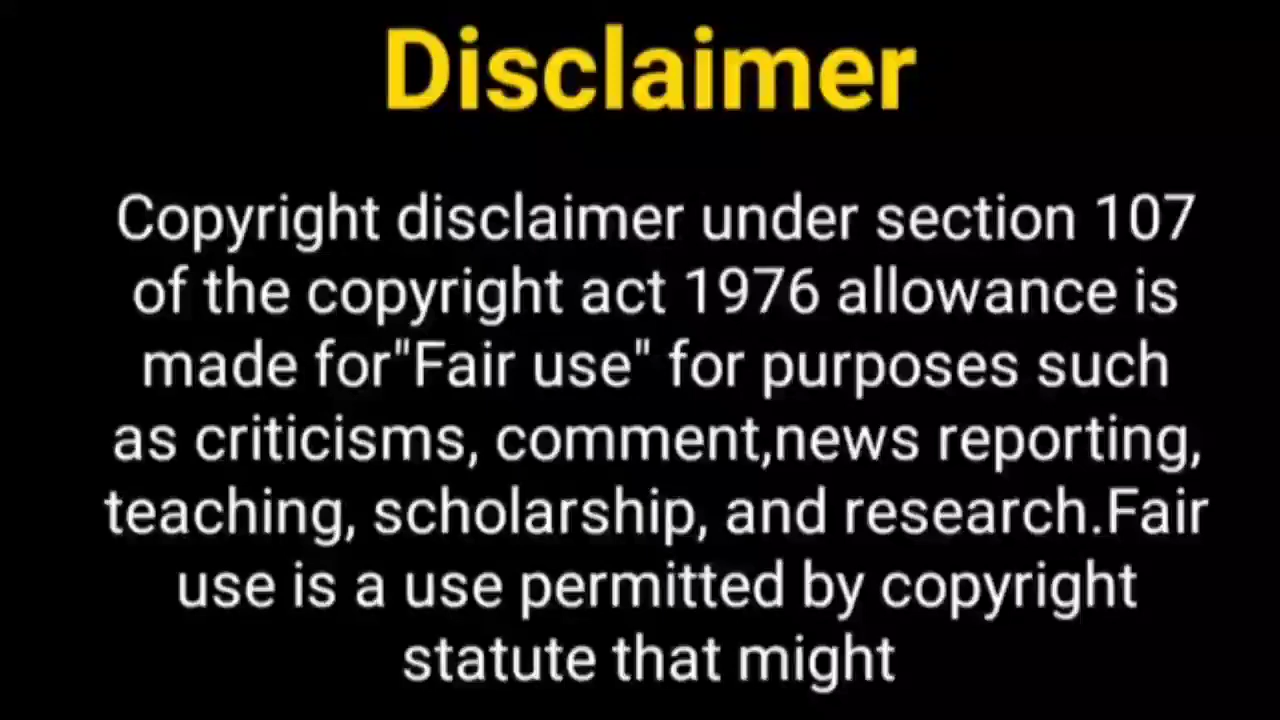 Disclaimer
Copyright disclaimer under section 107
of the copyright act 1976 allowance is
made for"Fair use" for purposes such
as criticisms, comment,news reporting,
teaching, scholarship, and research.Fair
use is a use permitted by copyright
statute that might